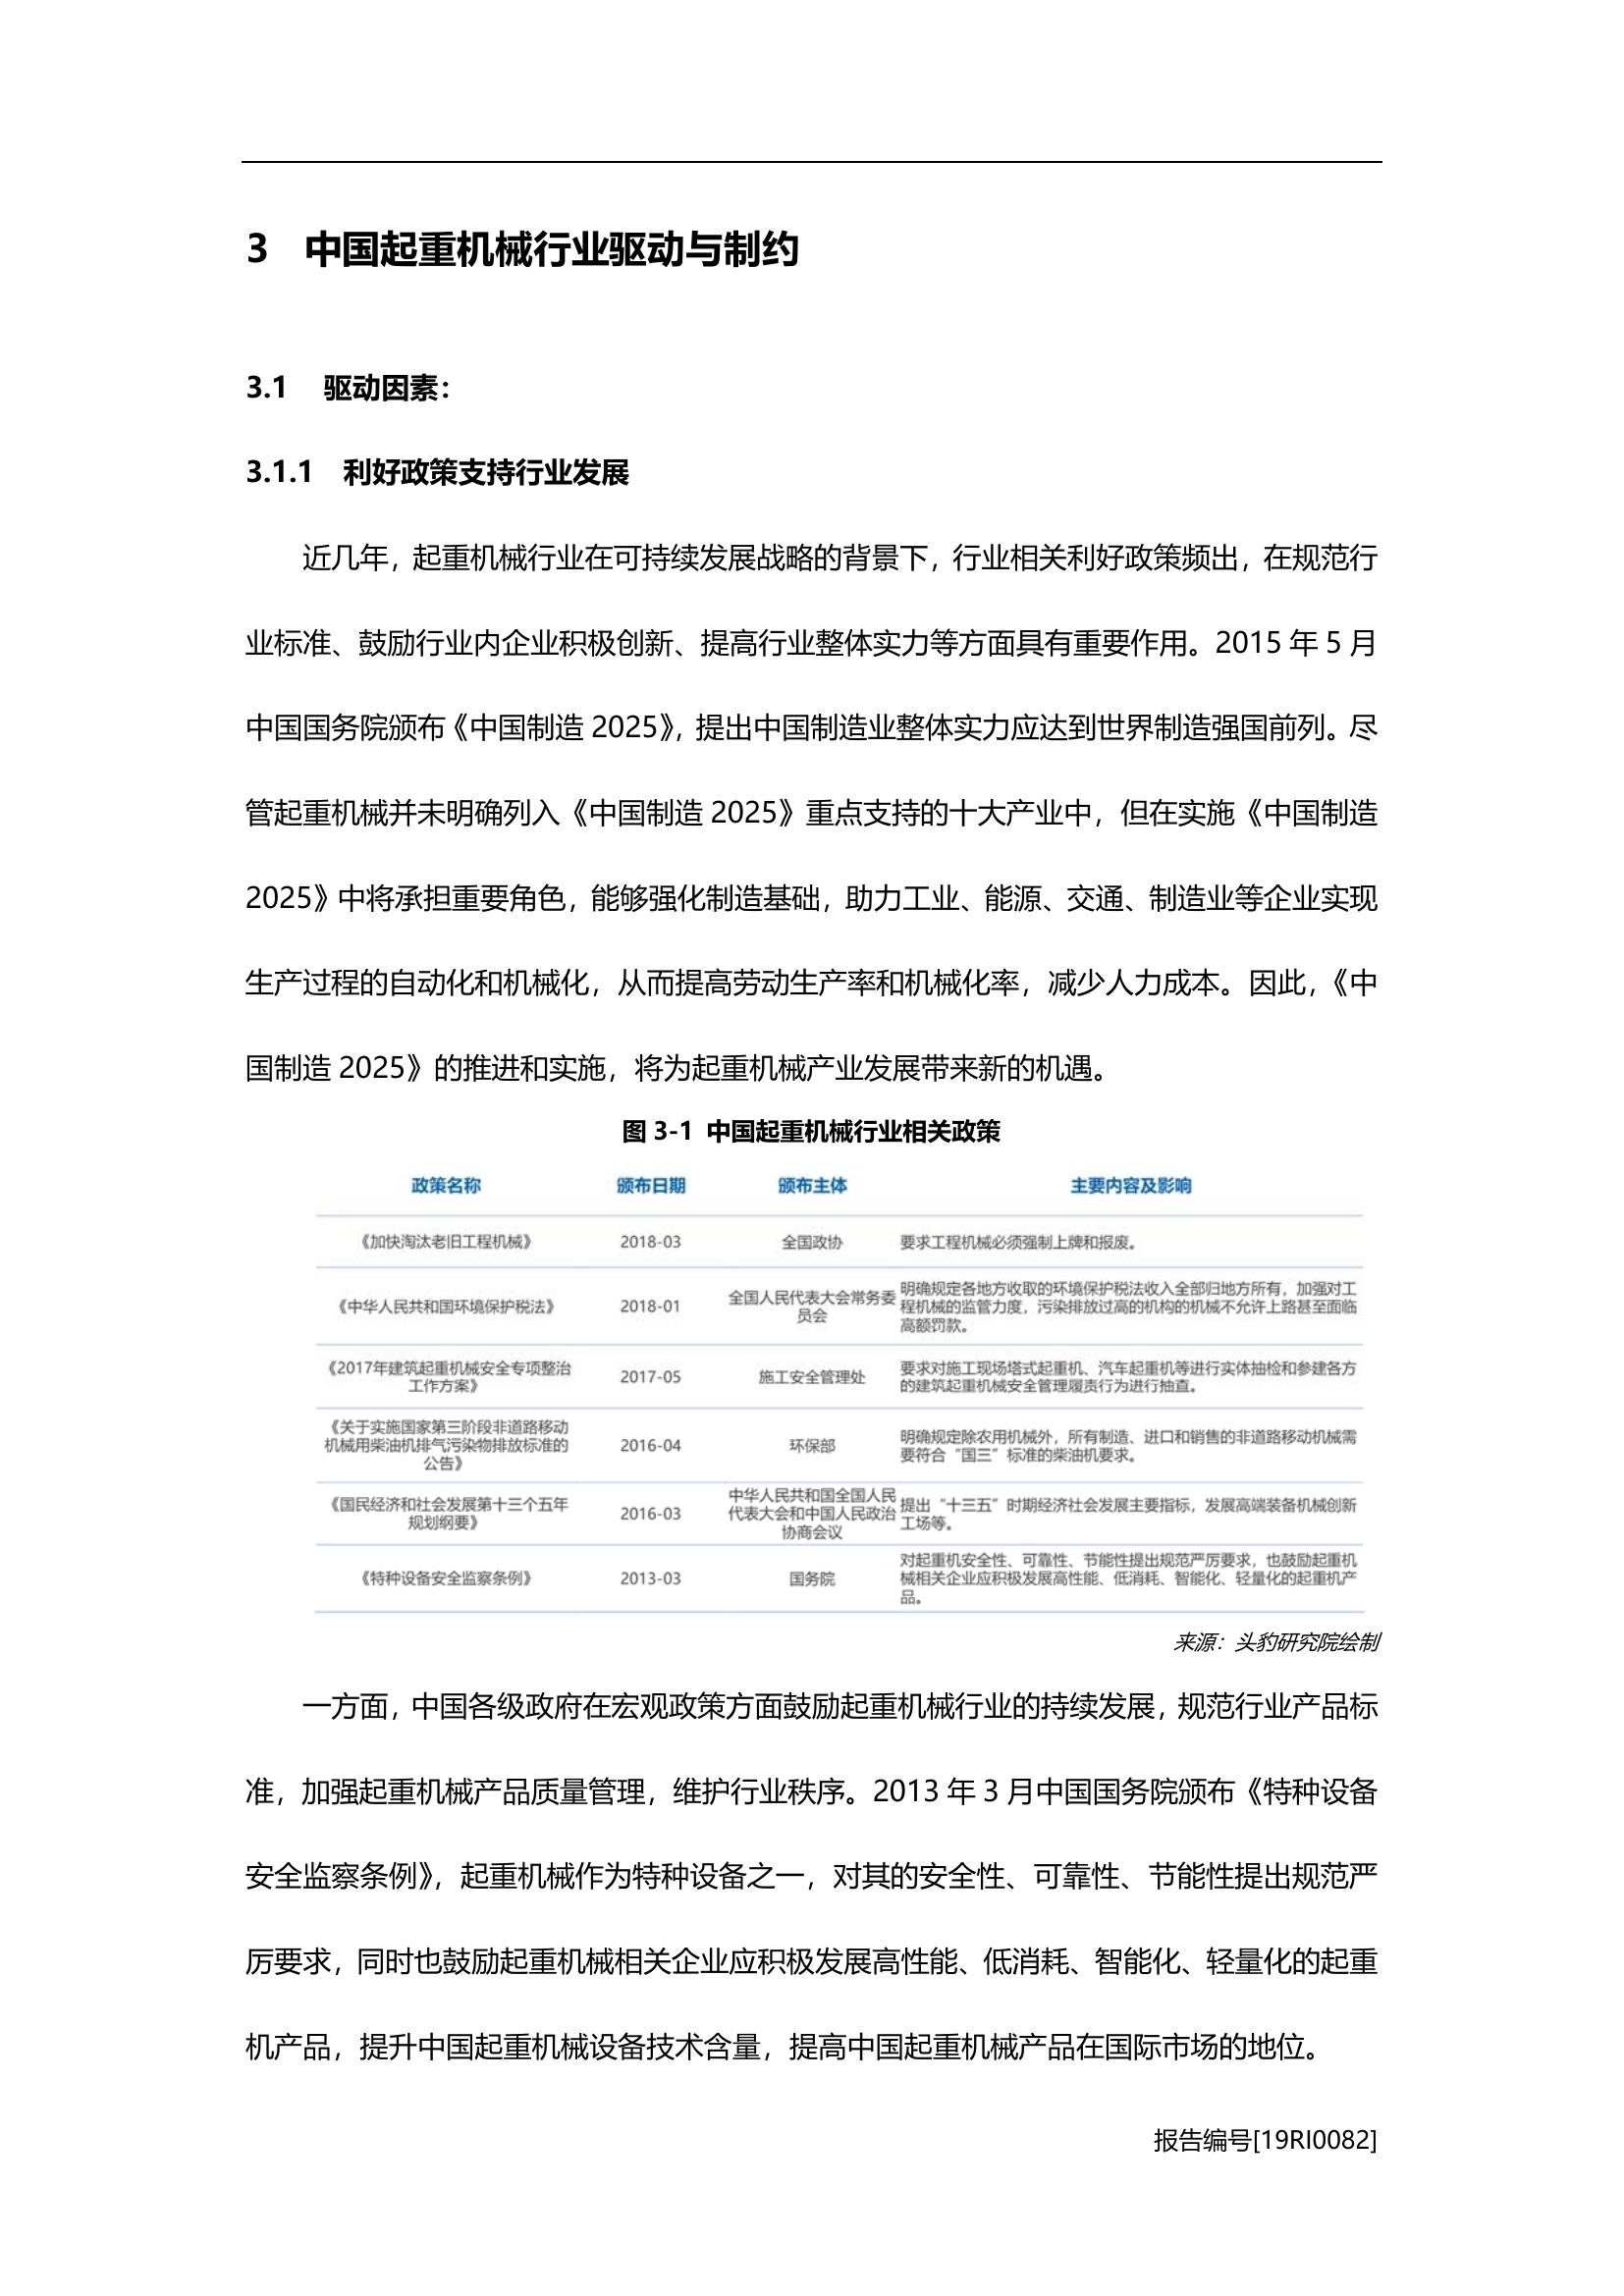 3 中国起重机械行业驱动与制约
3.1 驱动因素：
3.1.1 利好政策支持行业发展
近几年，起重机械行业在可持续发展战略的背景下，行业相关利好政策频出，在规范行
业标准、鼓励行业内企业积极创新、提高行业整体实力等方面具有重要作用。2015 年 5 月
中国国务院颁布《中国制造 2025》，提出中国制造业整体实力应达到世界制造强国前列。尽
管起重机械并未明确列入《中国制造 2025》重点支持的十大产业中，但在实施《中国制造
2025》中将承担重要角色，能够强化制造基础，助力工业、能源、交通、制造业等企业实现
生产过程的自动化和机械化，从而提高劳动生产率和机械化率，减少人力成本。因此，《中
国制造 2025》的推进和实施，将为起重机械产业发展带来新的机遇。
图 3-1 中国起重机械行业相关政策
政策名称 颁布日期 颁布主体 主要内容及影响
《加快淘汰老旧工程机械》 2018-03 全国政协 要求工程机械必须强制上牌和报废。
《中华人民共和国环境保护税法》 2018-01
全国人民代表大会常务委
员会
明确规定各地方收取的环境保护税法收入全部归地方所有，加强对工
程机械的监管力度，污染排放过高的机构的机械不允许上路甚至面临
高额罚款。
《2017年建筑起重机械安全专项整治
工作方案》
2017-05 施工安全管理处
要求对施工现场塔式起重机、汽车起重机等进行实体抽检和参建各方
的建筑起重机械安全管理履责行为进行抽查。
《关于实施国家第三阶段非道路移动
机械用柴油机排气污染物排放标准的
公告》
2016-04 环保部
明确规定除农用机械外，所有制造、进口和销售的非道路移动机械需
要符合“国三”标准的柴油机要求。
《国民经济和社会发展第十三个五年
规划纲要》
2016-03
中华人民共和国全国人民
代表大会和中国人民政治
协商会议
提出“十三五”时期经济社会发展主要指标，发展高端装备机械创新
工场等。
《特种设备安全监察条例》 2013-03 国务院
对起重机安全性、可靠性、节能性提出规范严厉要求，也鼓励起重机
械相关企业应积极发展高性能、低消耗、智能化、轻量化的起重机产
品。
来源：头豹研究院绘制
一方面，中国各级政府在宏观政策方面鼓励起重机械行业的持续发展，规范行业产品标
准，加强起重机械产品质量管理，维护行业秩序。2013 年 3 月中国国务院颁布《特种设备
安全监察条例》，起重机械作为特种设备之一，对其的安全性、可靠性、节能性提出规范严
厉要求，同时也鼓励起重机械相关企业应积极发展高性能、低消耗、智能化、轻量化的起重
机产品，提升中国起重机械设备技术含量，提高中国起重机械产品在国际市场的地位。
报告编号[19RI0082]